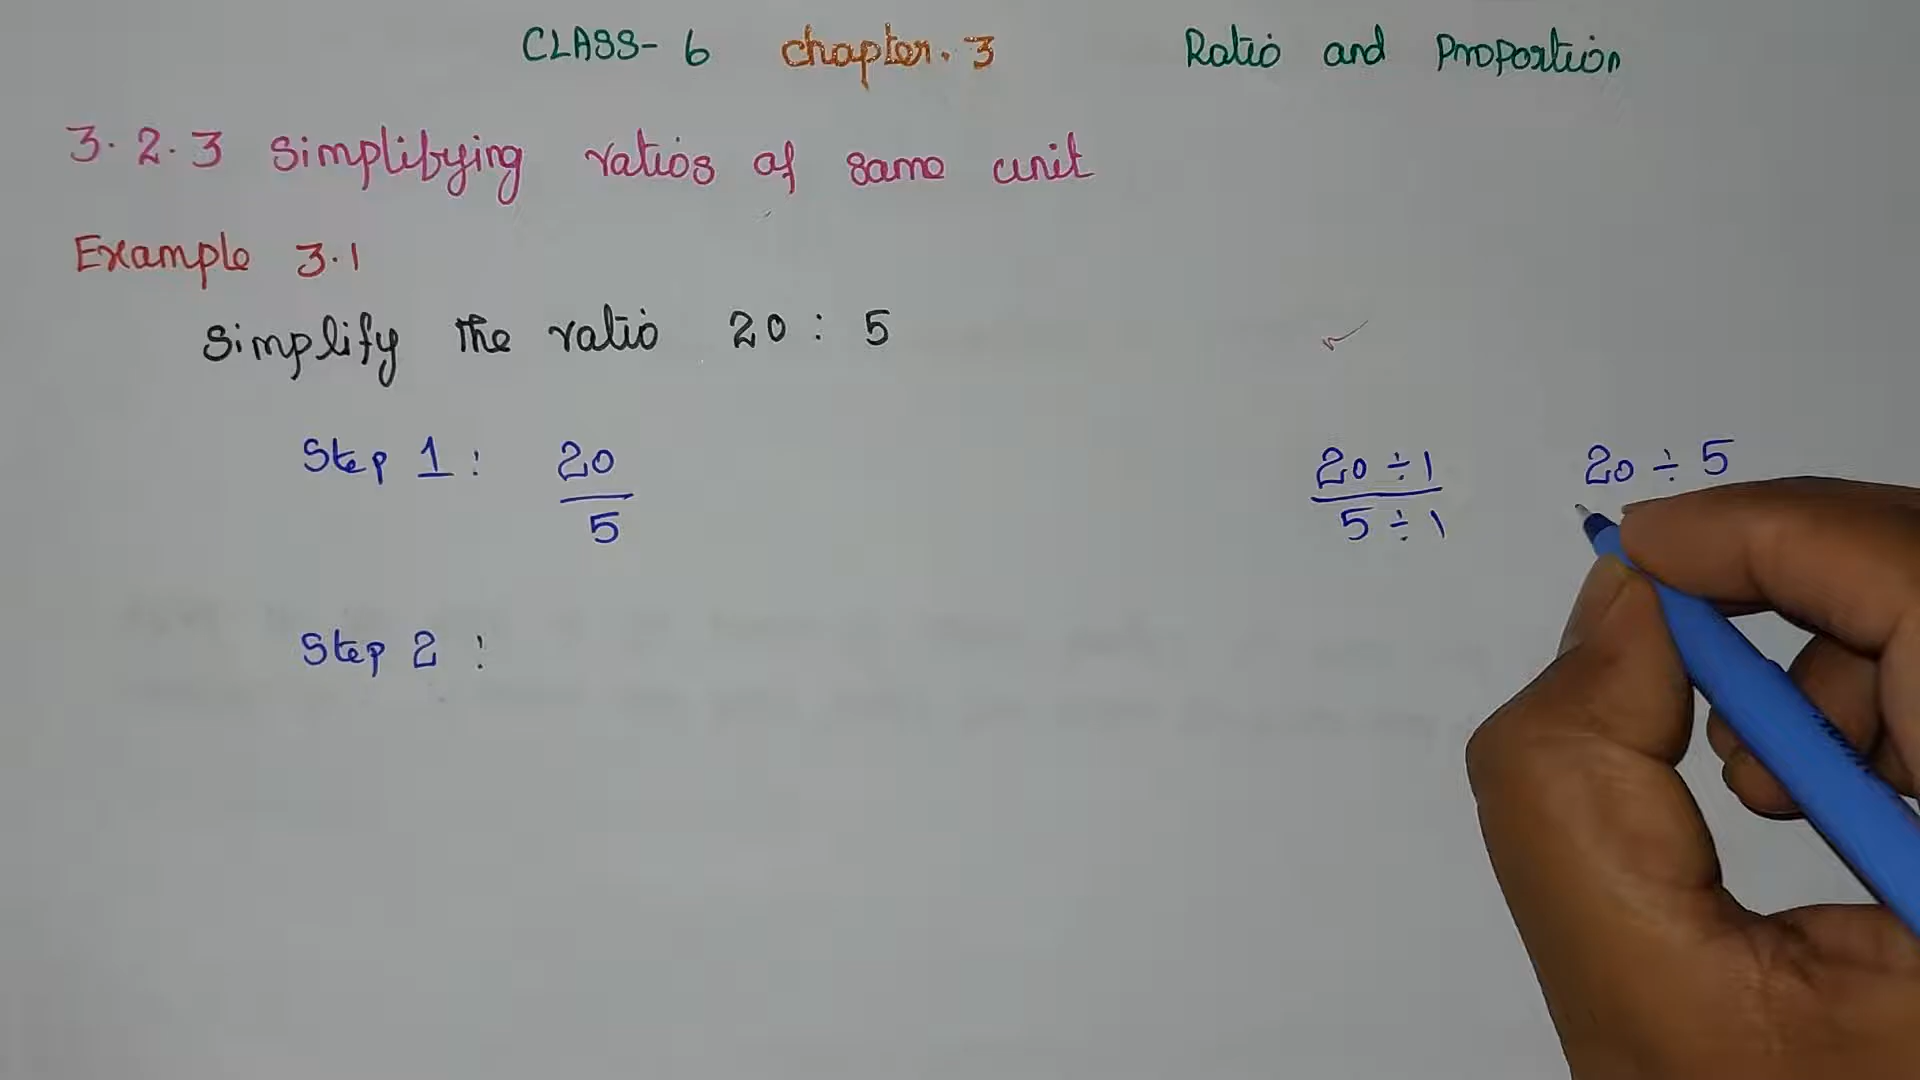 CLASS- 6 Chapter. 3 Ratio and Proportion
3.2.3 Simplifying ratios of same unit
Example 3.1
Simplify the ratio 20 : 5
Step 1 : 20/5 20 ÷ 1/5 ÷ 1 20 ÷ 5
Step 2 :